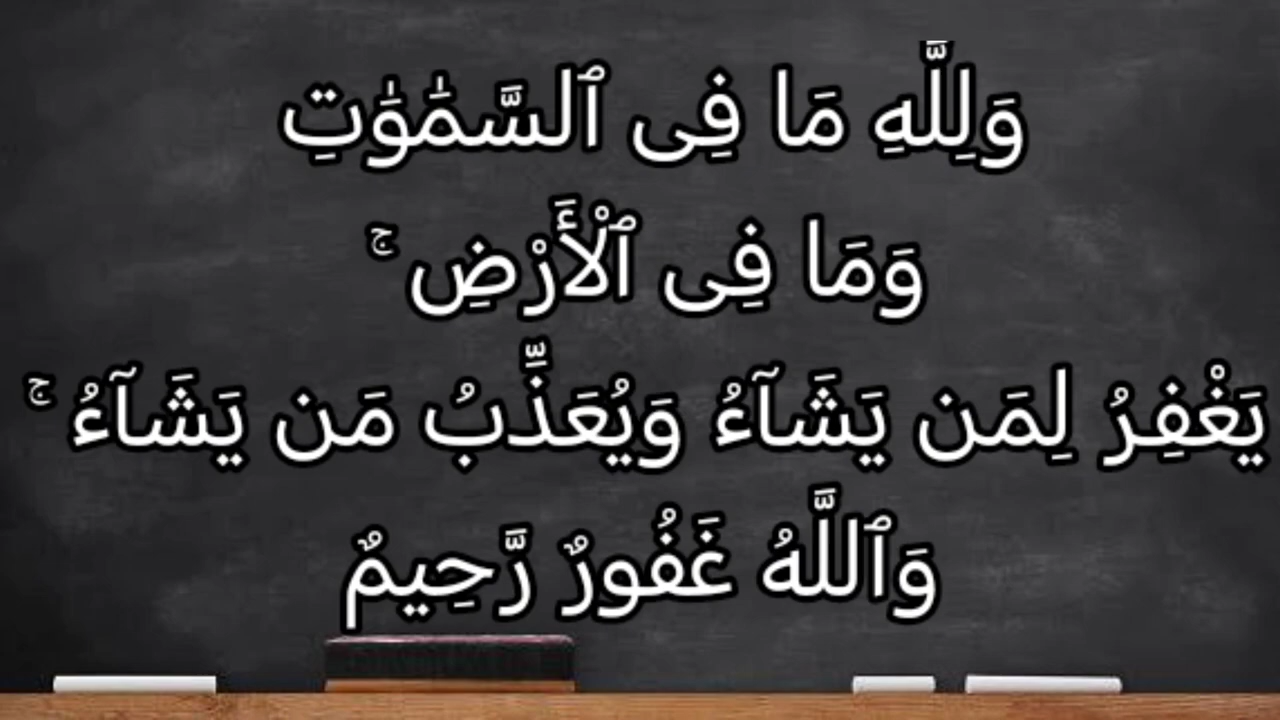 وَلِلَّهِ مَا فِى ٱلسَّمَٰوَٰتِ
وَمَا فِى ٱلْأَرْضِ ۚ
يَغْفِرُ لِمَن يَشَآءُ وَيُعَذِّبُ مَن يَشَآءُ ۚ
وَٱللَّهُ غَفُورٌ رَّحِيمٌ